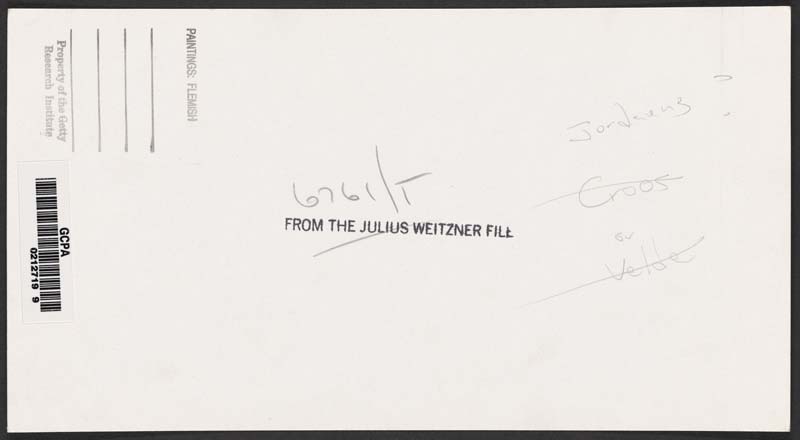 PAINTINGS: FLEMISH
Property of the Getty
Research Institute
GCPA
0212719 9
6761/T
FROM THE JULIUS WEITZNER FILE
Jordaens
Croos
or
Velde